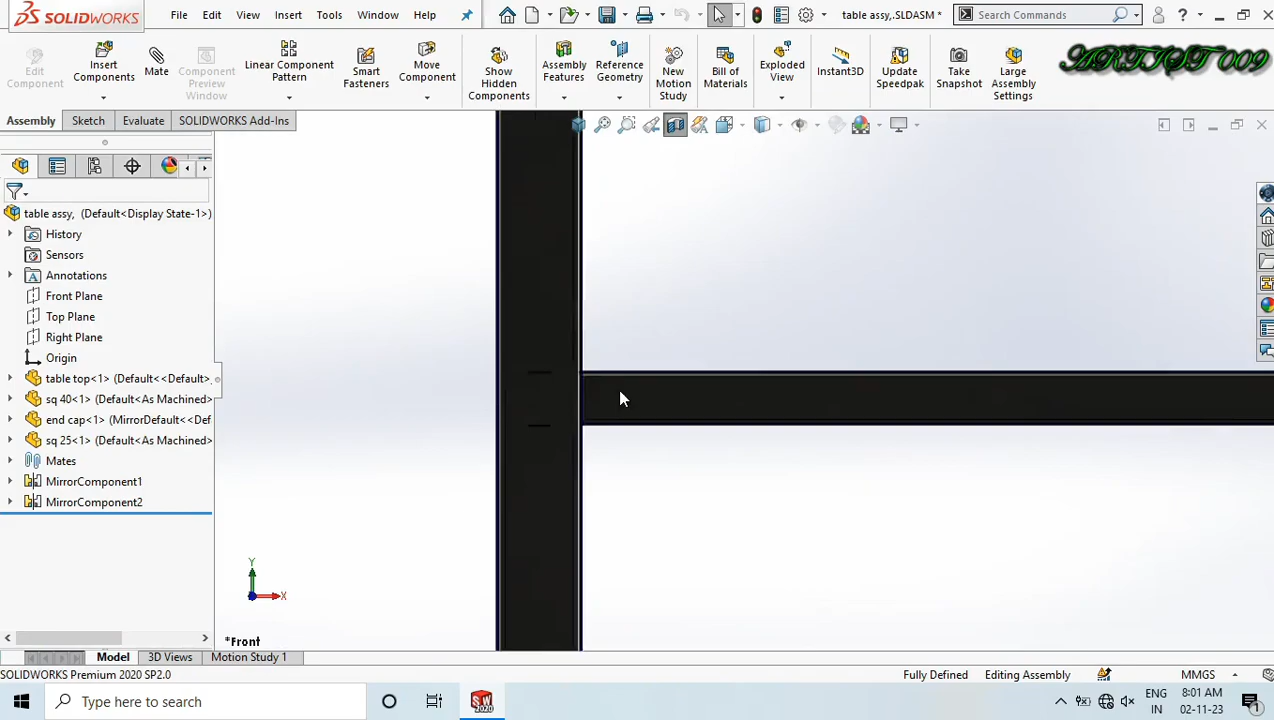 SOLIDWORKS File Edit View Insert Tools Window Help table assy,.SLDASM * Search Commands ?
ARTIST 009
Edit Component
Insert Components
Mate
Component Preview Window
Linear Component Pattern
Smart Fasteners
Move Component
Show Hidden Components
Assembly Features
Reference Geometry
New Motion Study
Bill of Materials
Exploded View
Instant3D
Update Speedpak
Take Snapshot
Large Assembly Settings
Assembly Sketch Evaluate SOLIDWORKS Add-Ins
table assy, (Default<Display State-1>)
History
Sensors
Annotations
Front Plane
Top Plane
Right Plane
Origin
table top<1> (Default<<Default>
sq 40<1> (Default<As Machined>
end cap<1> (MirrorDefault<<Def
sq 25<1> (Default<As Machined>
Mates
MirrorComponent1
MirrorComponent2
Y
X
*Front
Model 3D Views Motion Study 1
SOLIDWORKS Premium 2020 SP2.0 Fully Defined Editing Assembly MMGS
Type here to search
SW
2020
ENG
IN
8:01 AM
02-11-23
1